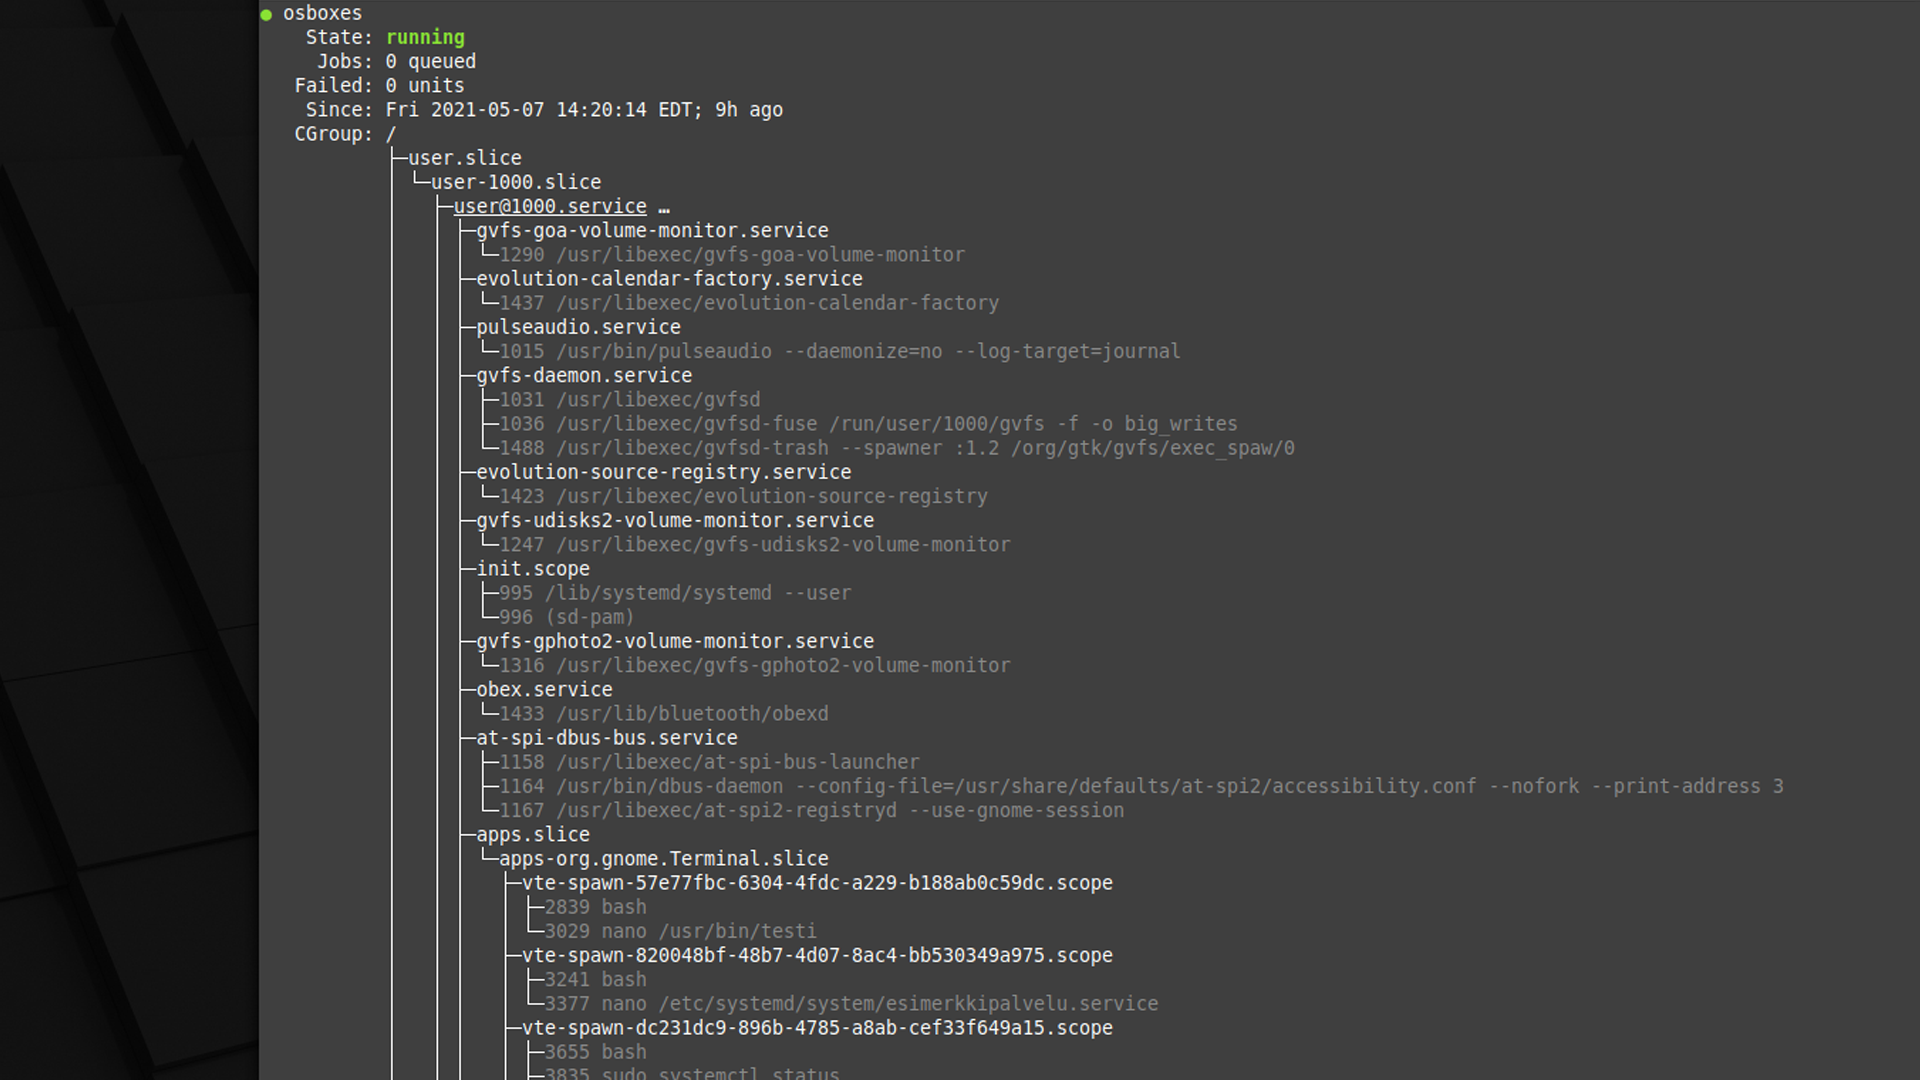 ● osboxes
State: running
Jobs: 0 queued
Failed: 0 units
Since: Fri 2021-05-07 14:20:14 EDT; 9h ago
CGroup: /
├─user.slice
└─user-1000.slice
├─user@1000.service …
├─gvfs-goa-volume-monitor.service
└─1290 /usr/libexec/gvfs-goa-volume-monitor
├─evolution-calendar-factory.service
└─1437 /usr/libexec/evolution-calendar-factory
├─pulseaudio.service
└─1015 /usr/bin/pulseaudio --daemonize=no --log-target=journal
├─gvfs-daemon.service
├─1031 /usr/libexec/gvfsd
├─1036 /usr/libexec/gvfsd-fuse /run/user/1000/gvfs -f -o big_writes
└─1488 /usr/libexec/gvfsd-trash --spawner :1.2 /org/gtk/gvfs/exec_spaw/0
├─evolution-source-registry.service
└─1423 /usr/libexec/evolution-source-registry
├─gvfs-udisks2-volume-monitor.service
└─1247 /usr/libexec/gvfs-udisks2-volume-monitor
├─init.scope
├─995 /lib/systemd/systemd --user
└─996 (sd-pam)
├─gvfs-gphoto2-volume-monitor.service
└─1316 /usr/libexec/gvfs-gphoto2-volume-monitor
├─obex.service
└─1433 /usr/lib/bluetooth/obexd
├─at-spi-dbus-bus.service
├─1158 /usr/libexec/at-spi-bus-launcher
├─1164 /usr/bin/dbus-daemon --config-file=/usr/share/defaults/at-spi2/accessibility.conf --nofork --print-address 3
└─1167 /usr/libexec/at-spi2-registryd --use-gnome-session
├─apps.slice
└─apps-org.gnome.Terminal.slice
├─vte-spawn-57e77fbc-6304-4fdc-a229-b188ab0c59dc.scope
├─2839 bash
└─3029 nano /usr/bin/testi
├─vte-spawn-820048bf-48b7-4d07-8ac4-bb530349a975.scope
├─3241 bash
└─3377 nano /etc/systemd/system/esimerkkipalvelu.service
├─vte-spawn-dc231dc9-896b-4785-a8ab-cef33f649a15.scope
├─3655 bash
├─3835 sudo systemctl status